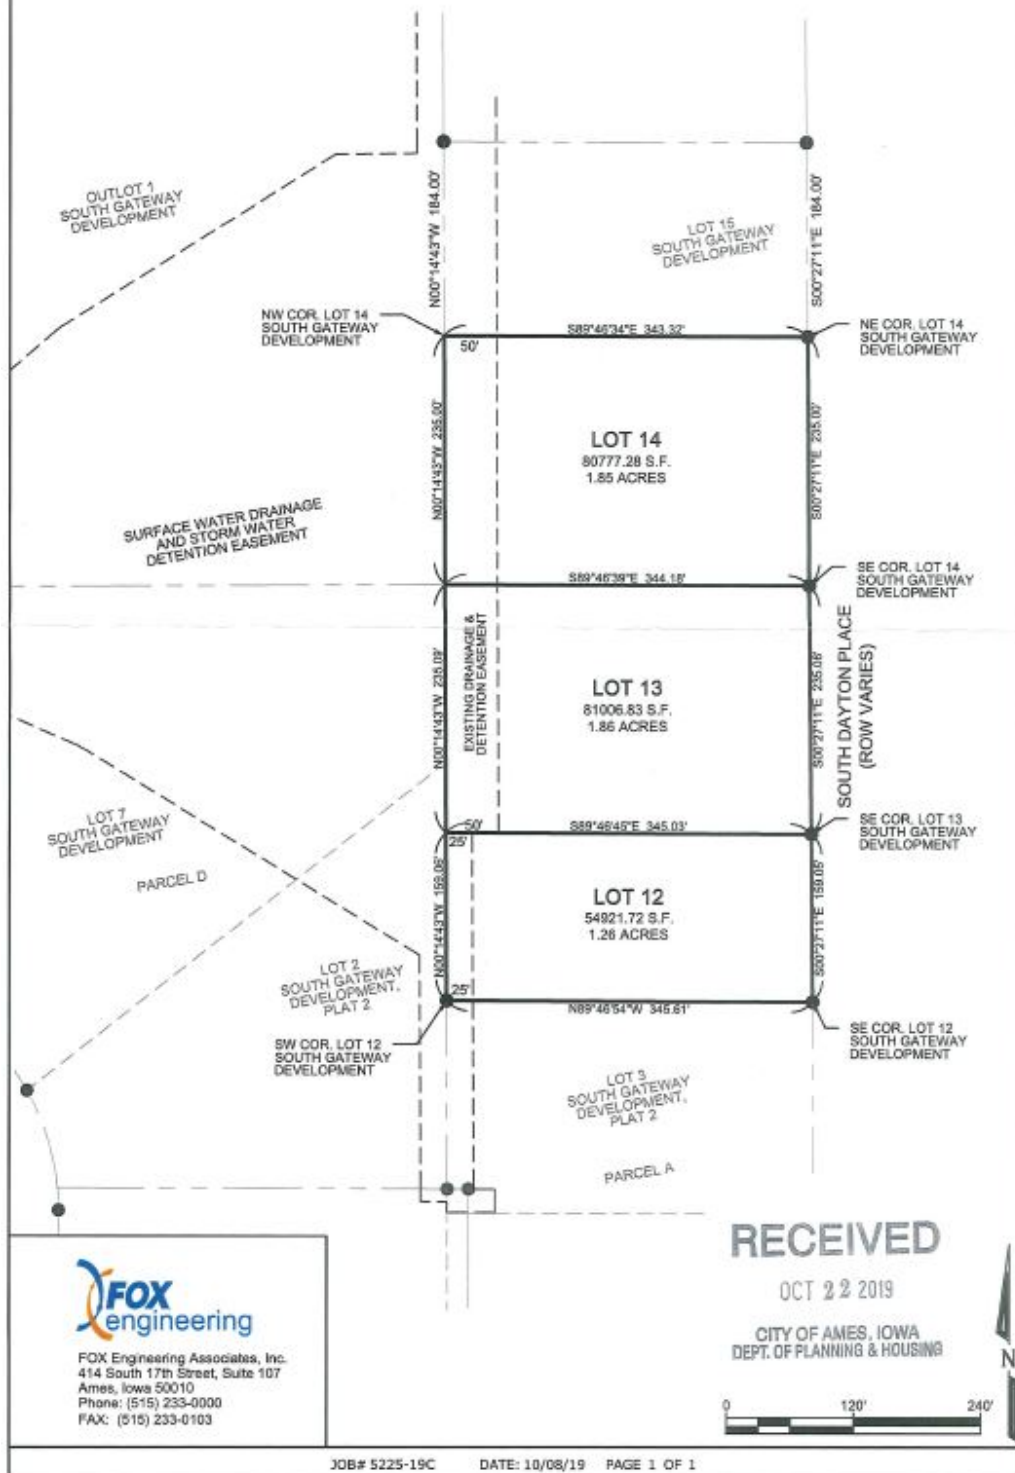 OUTLOT 1
SOUTH GATEWAY
DEVELOPMENT
N00°14'43"W 184.00'
LOT 15
SOUTH GATEWAY
DEVELOPMENT
S00°27'11"E 184.00'
NW COR. LOT 14
SOUTH GATEWAY
DEVELOPMENT
S89°46'34"E 343.32'
50'
NE COR. LOT 14
SOUTH GATEWAY
DEVELOPMENT
N00°14'43"W 235.00'
LOT 14
80777.28 S.F.
1.85 ACRES
S00°27'11"E 235.00'
SURFACE WATER DRAINAGE
AND STORM WATER
DETENTION EASEMENT
S89°46'39"E 344.18'
SE COR. LOT 14
SOUTH GATEWAY
DEVELOPMENT
N00°14'43"W 235.09'
EXISTING DRAINAGE &
DETENTION EASEMENT
LOT 13
81006.83 S.F.
1.86 ACRES
S00°27'11"E 235.08'
SOUTH DAYTON PLACE
(ROW VARIES)
LOT 7
SOUTH GATEWAY
DEVELOPMENT
PARCEL D
50'
S89°46'45"E 345.03'
25'
SE COR. LOT 13
SOUTH GATEWAY
DEVELOPMENT
N00°14'43"W 159.06'
LOT 12
54921.72 S.F.
1.26 ACRES
S00°27'11"E 159.05'
LOT 2
SOUTH GATEWAY
DEVELOPMENT,
PLAT 2
25'
N89°46'54"W 345.61'
SW COR. LOT 12
SOUTH GATEWAY
DEVELOPMENT
SE COR. LOT 12
SOUTH GATEWAY
DEVELOPMENT
LOT 3
SOUTH GATEWAY
DEVELOPMENT,
PLAT 2
PARCEL A
RECEIVED
OCT 22 2019
CITY OF AMES, IOWA
DEPT. OF PLANNING & HOUSING
FOX
engineering
FOX Engineering Associates, Inc.
414 South 17th Street, Suite 107
Ames, Iowa 50010
Phone: (515) 233-0000
FAX: (515) 233-0103
N
0 120' 240'
JOB# 5225-19C DATE: 10/08/19 PAGE 1 OF 1